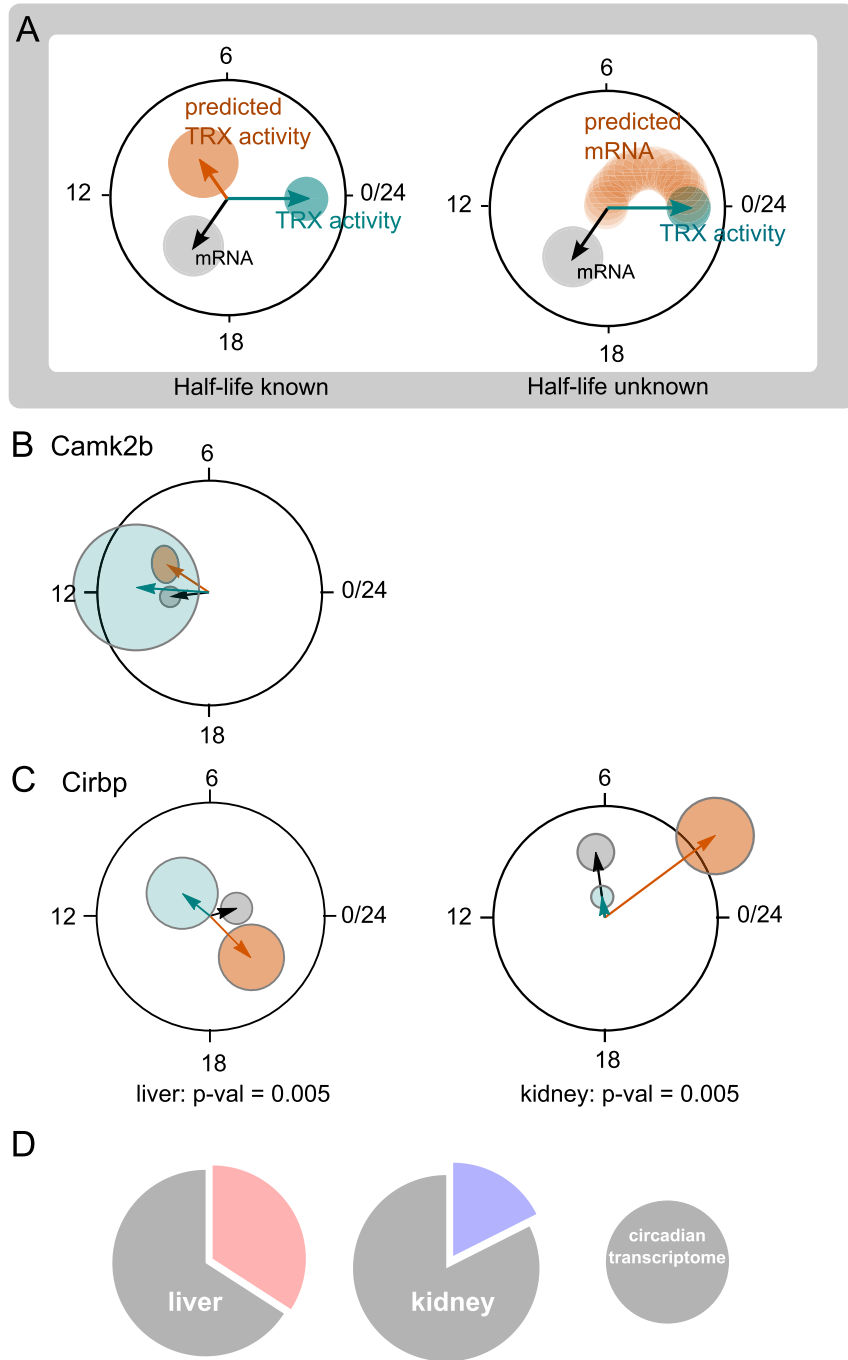 A
6
predicted
TRX activity
12
0/24
TRX activity
mRNA
18
Half-life known
6
predicted
mRNA
12
0/24
TRX activity
mRNA
18
Half-life unknown
B
Camk2b
6
12
0/24
18
C
Cirbp
6
12
0/24
18
liver: p-val = 0.005
6
12
0/24
18
kidney: p-val = 0.005
D
liver
kidney
circadian
transcriptome